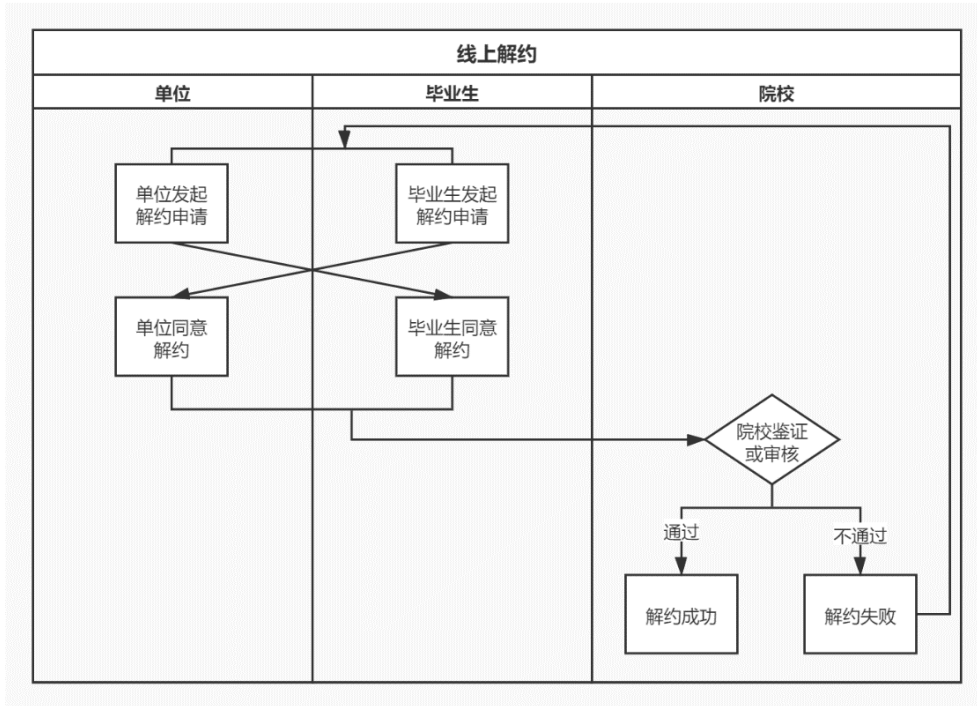 线上解约
单位
毕业生
院校
单位发起
解约申请
毕业生发起
解约申请
单位同意
解约
毕业生同意
解约
院校鉴证
或审核
通过
不通过
解约成功
解约失败